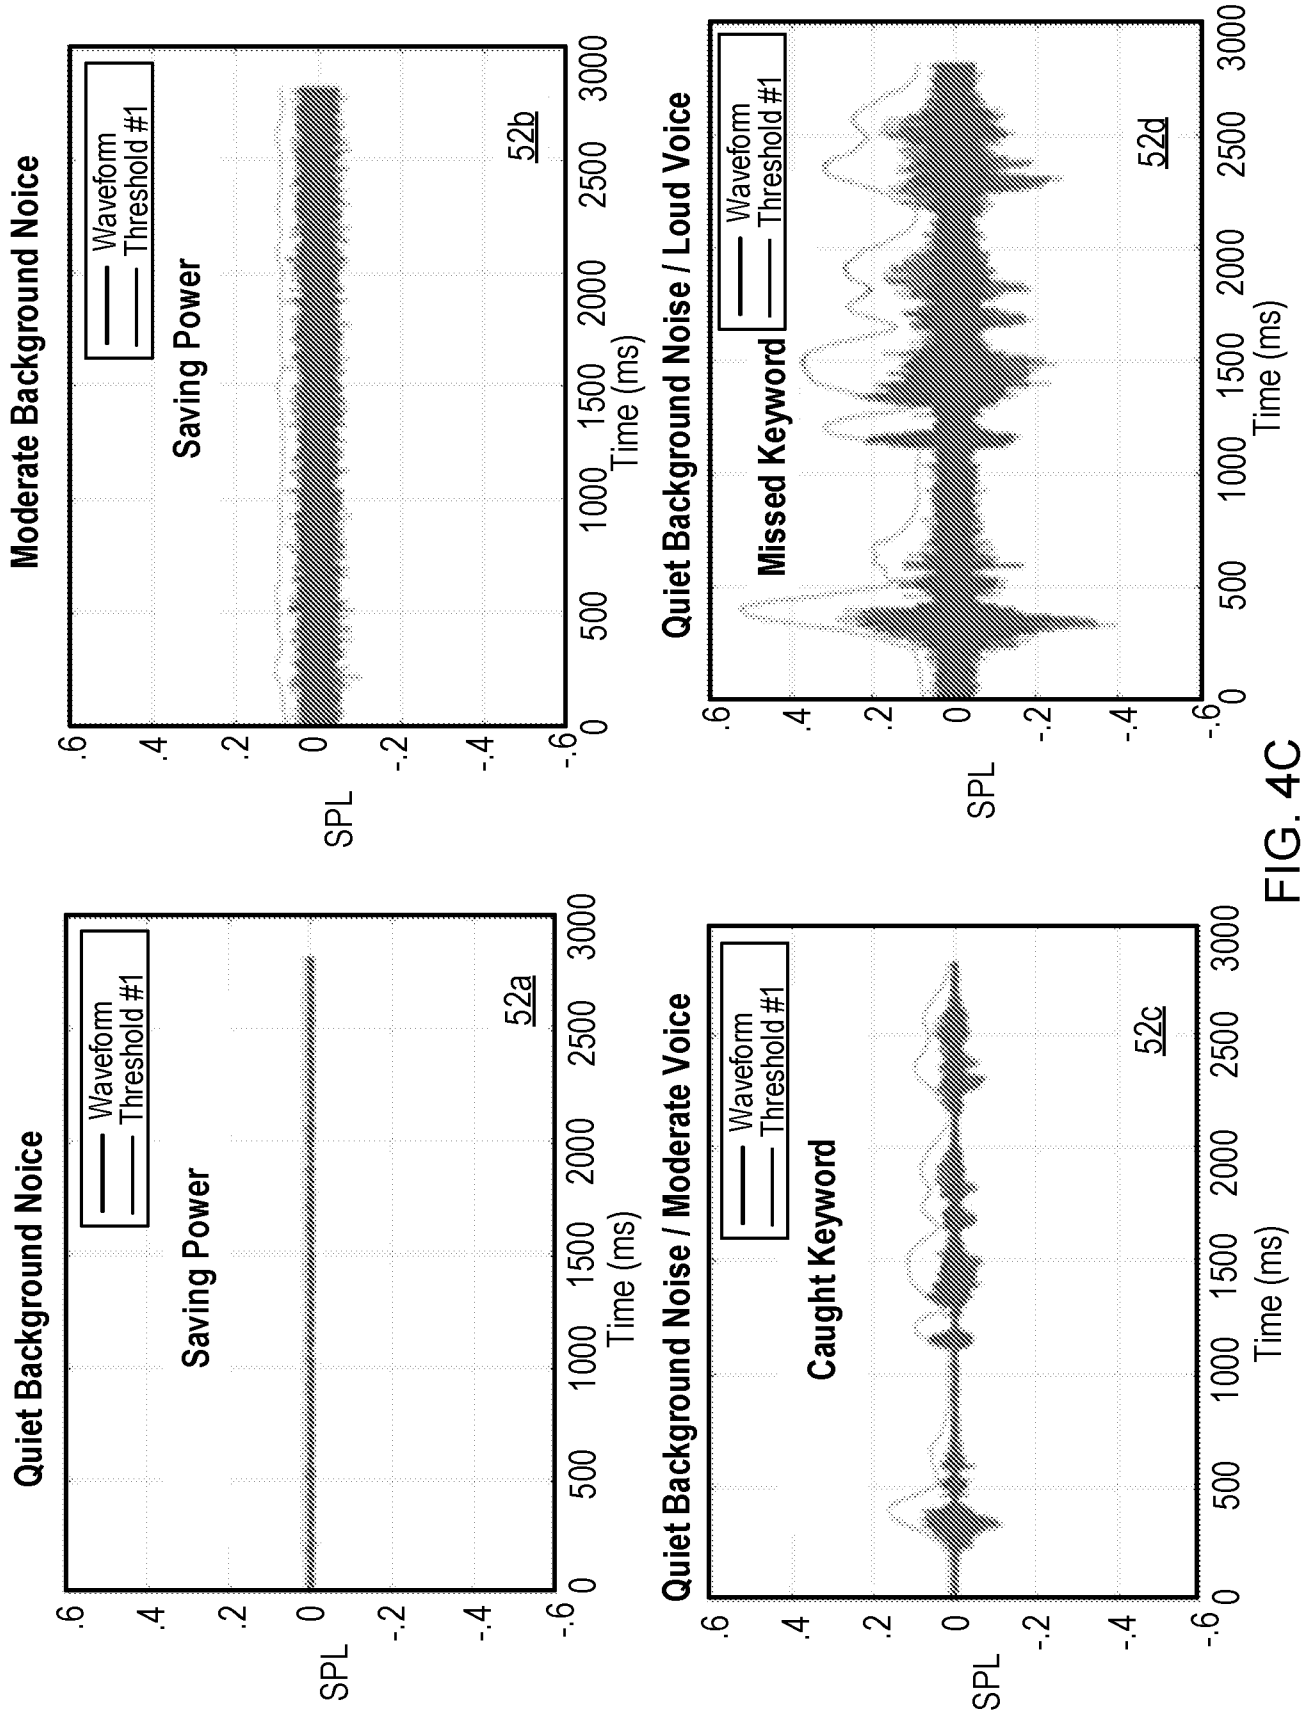 Quiet Background Noice
.6
.4
.2
0
-.2
-.4
-.6
SPL
Waveform
Threshold #1
Saving Power
52a
0 500 1000 1500 2000 2500 3000
Time (ms)
Moderate Background Noice
.6
.4
.2
0
-.2
-.4
-.6
SPL
Waveform
Threshold #1
Saving Power
52b
0 500 1000 1500 2000 2500 3000
Time (ms)
Quiet Background Noise / Moderate Voice
.6
.4
.2
0
-.2
-.4
-.6
SPL
Waveform
Threshold #1
Caught Keyword
52c
0 500 1000 1500 2000 2500 3000
Time (ms)
Quiet Background Noise / Loud Voice
.6
.4
.2
0
-.2
-.4
-.6
SPL
Waveform
Threshold #1
Missed Keyword
52d
0 500 1000 1500 2000 2500 3000
Time (ms)
FIG. 4C